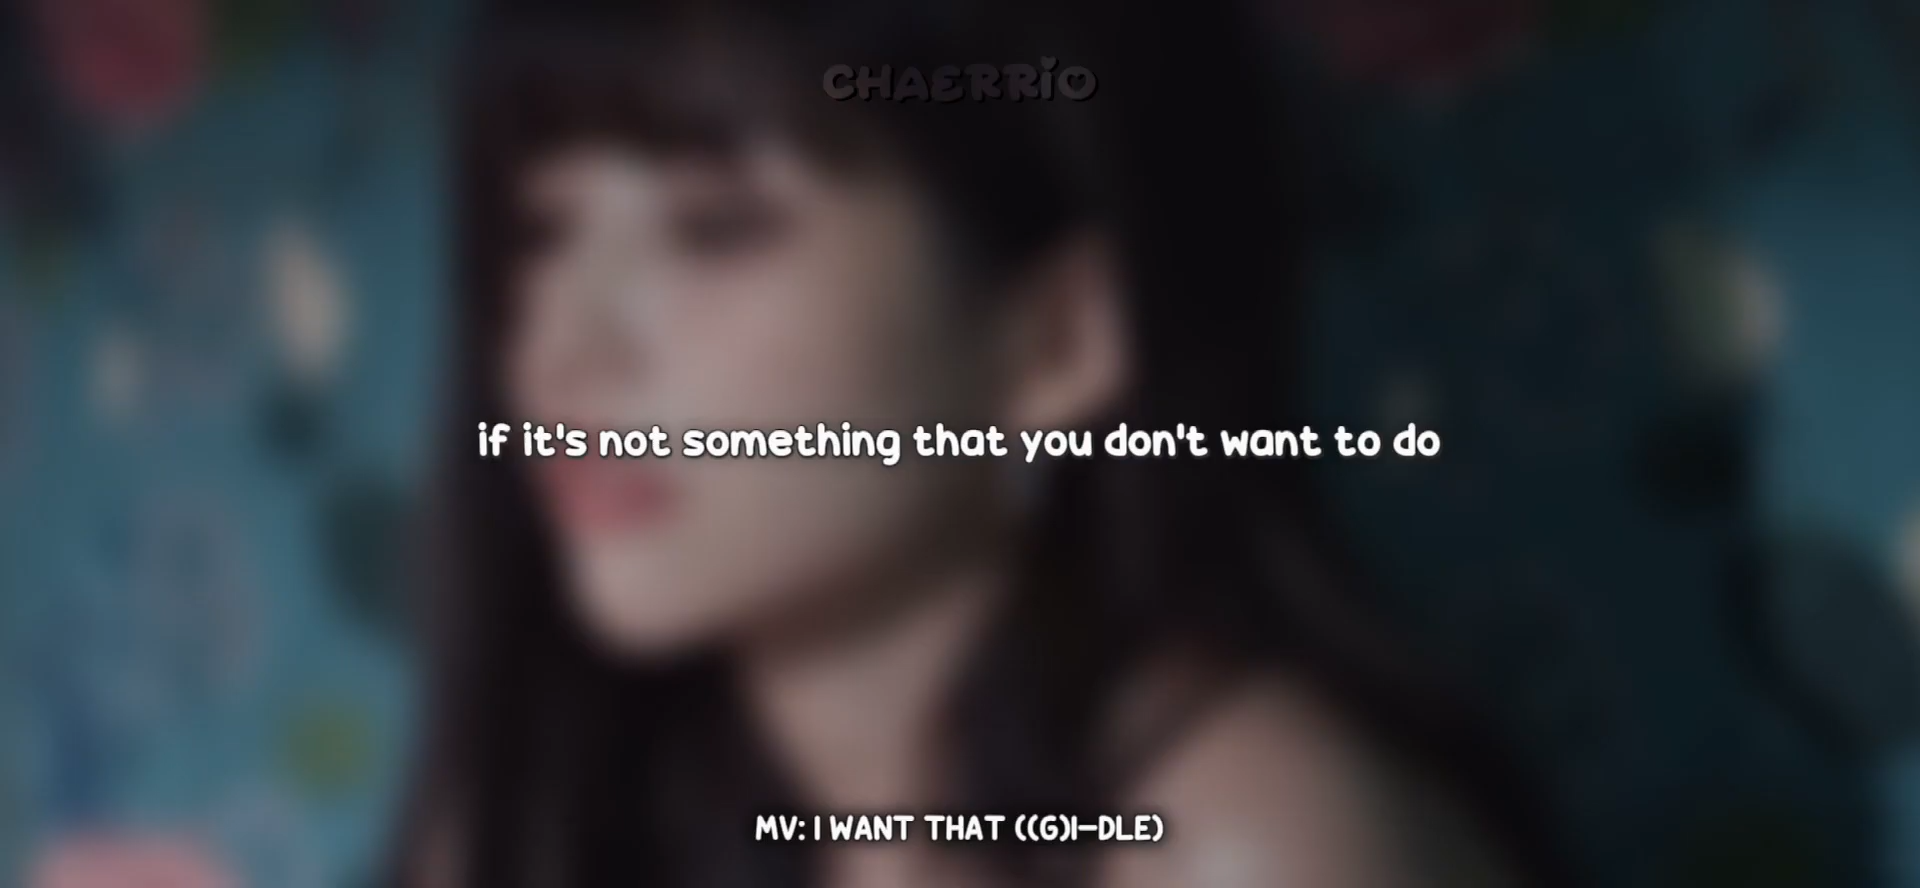 CHAERRIO
if it's not something that you don't want to do
MV: I WANT THAT ((G)I-DLE)